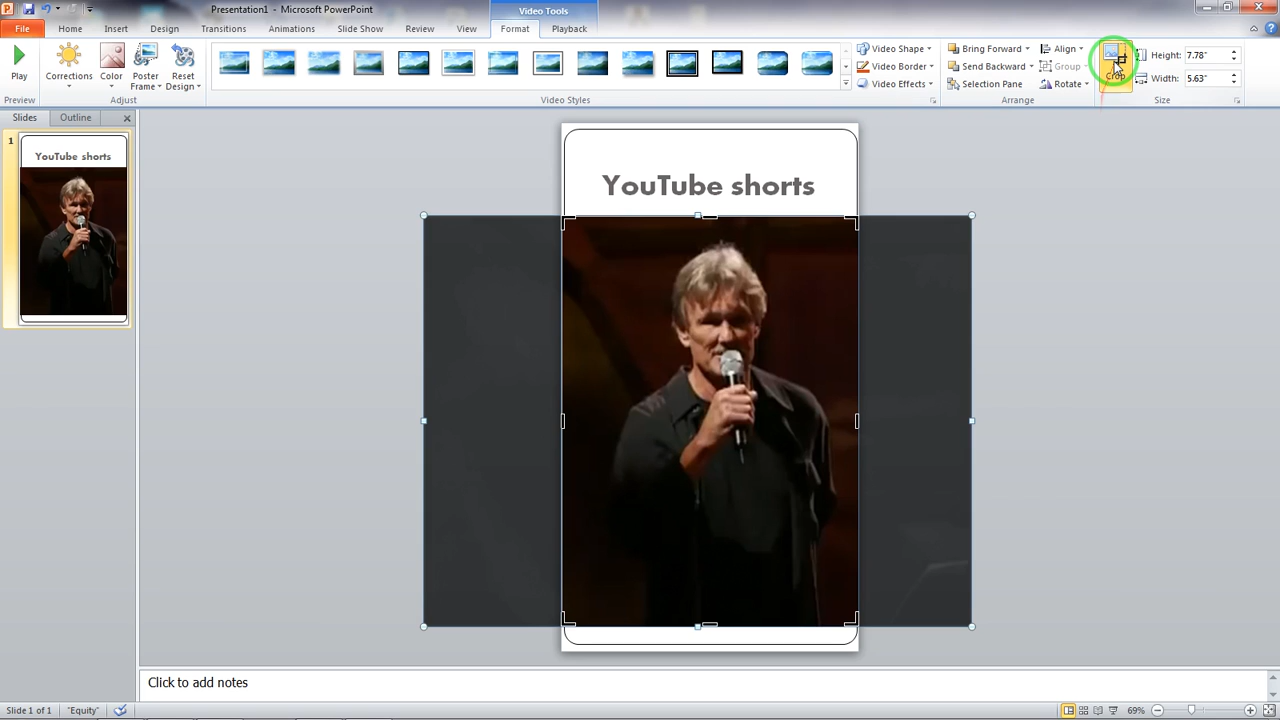 Presentation1 - Microsoft PowerPoint
Video Tools
File Home Insert Design Transitions Animations Slide Show Review View Format Playback
Play
Preview
Corrections
Color
Poster Frame
Reset Design
Adjust
Video Styles
Video Shape
Video Border
Video Effects
Bring Forward
Send Backward
Selection Pane
Align
Group
Rotate
Arrange
Crop
Height: 7.78"
Width: 5.63"
Size
Slides Outline
1
YouTube shorts
YouTube shorts
Click to add notes
Slide 1 of 1 "Equity" 69%